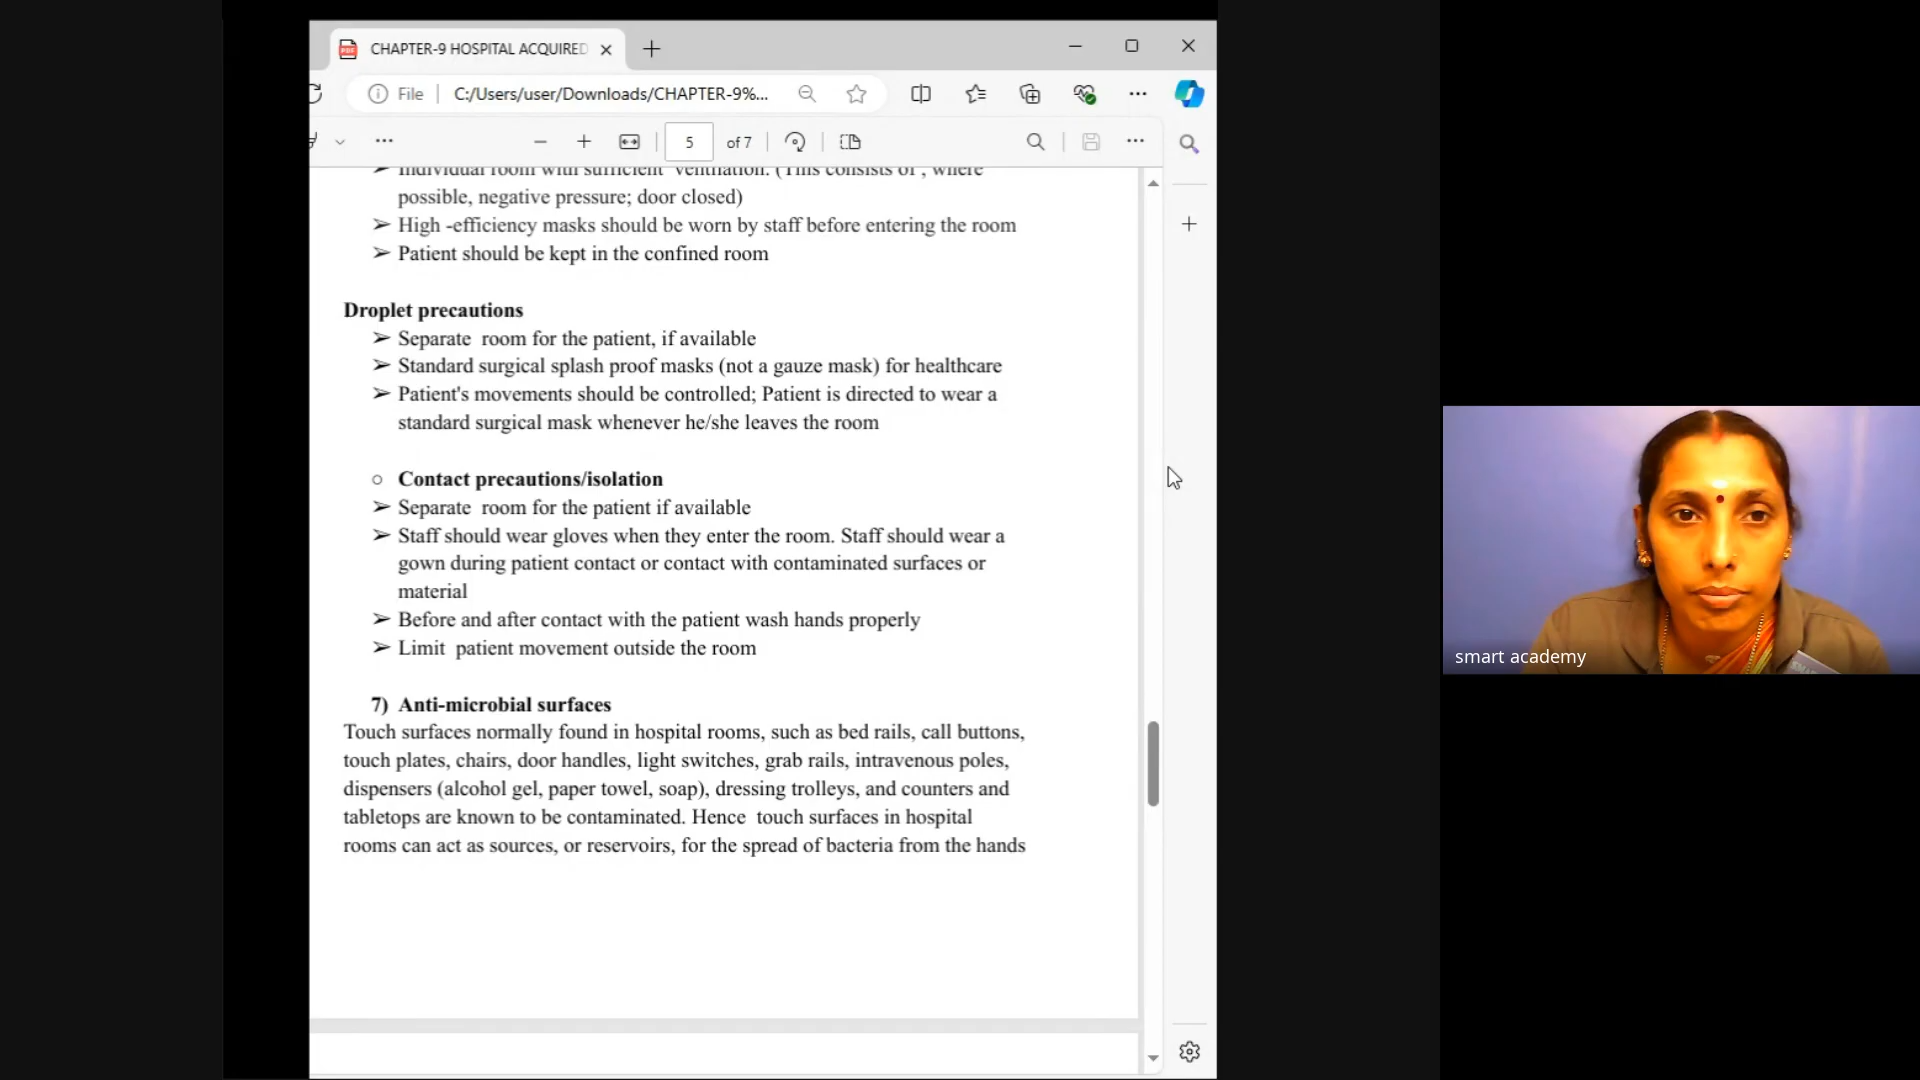 CHAPTER-9 HOSPITAL ACQUIRED
File
C:/Users/user/Downloads/CHAPTER-9%...
5 of 7
➢ Individual room with sufficient ventilation. (This consists of , where
possible, negative pressure; door closed)
➢ High -efficiency masks should be worn by staff before entering the room
➢ Patient should be kept in the confined room
Droplet precautions
➢ Separate room for the patient, if available
➢ Standard surgical splash proof masks (not a gauze mask) for healthcare
➢ Patient's movements should be controlled; Patient is directed to wear a
standard surgical mask whenever he/she leaves the room
○ Contact precautions/isolation
➢ Separate room for the patient if available
➢ Staff should wear gloves when they enter the room. Staff should wear a
gown during patient contact or contact with contaminated surfaces or
material
➢ Before and after contact with the patient wash hands properly
➢ Limit patient movement outside the room
7) Anti-microbial surfaces
Touch surfaces normally found in hospital rooms, such as bed rails, call buttons,
touch plates, chairs, door handles, light switches, grab rails, intravenous poles,
dispensers (alcohol gel, paper towel, soap), dressing trolleys, and counters and
tabletops are known to be contaminated. Hence touch surfaces in hospital
rooms can act as sources, or reservoirs, for the spread of bacteria from the hands
smart academy